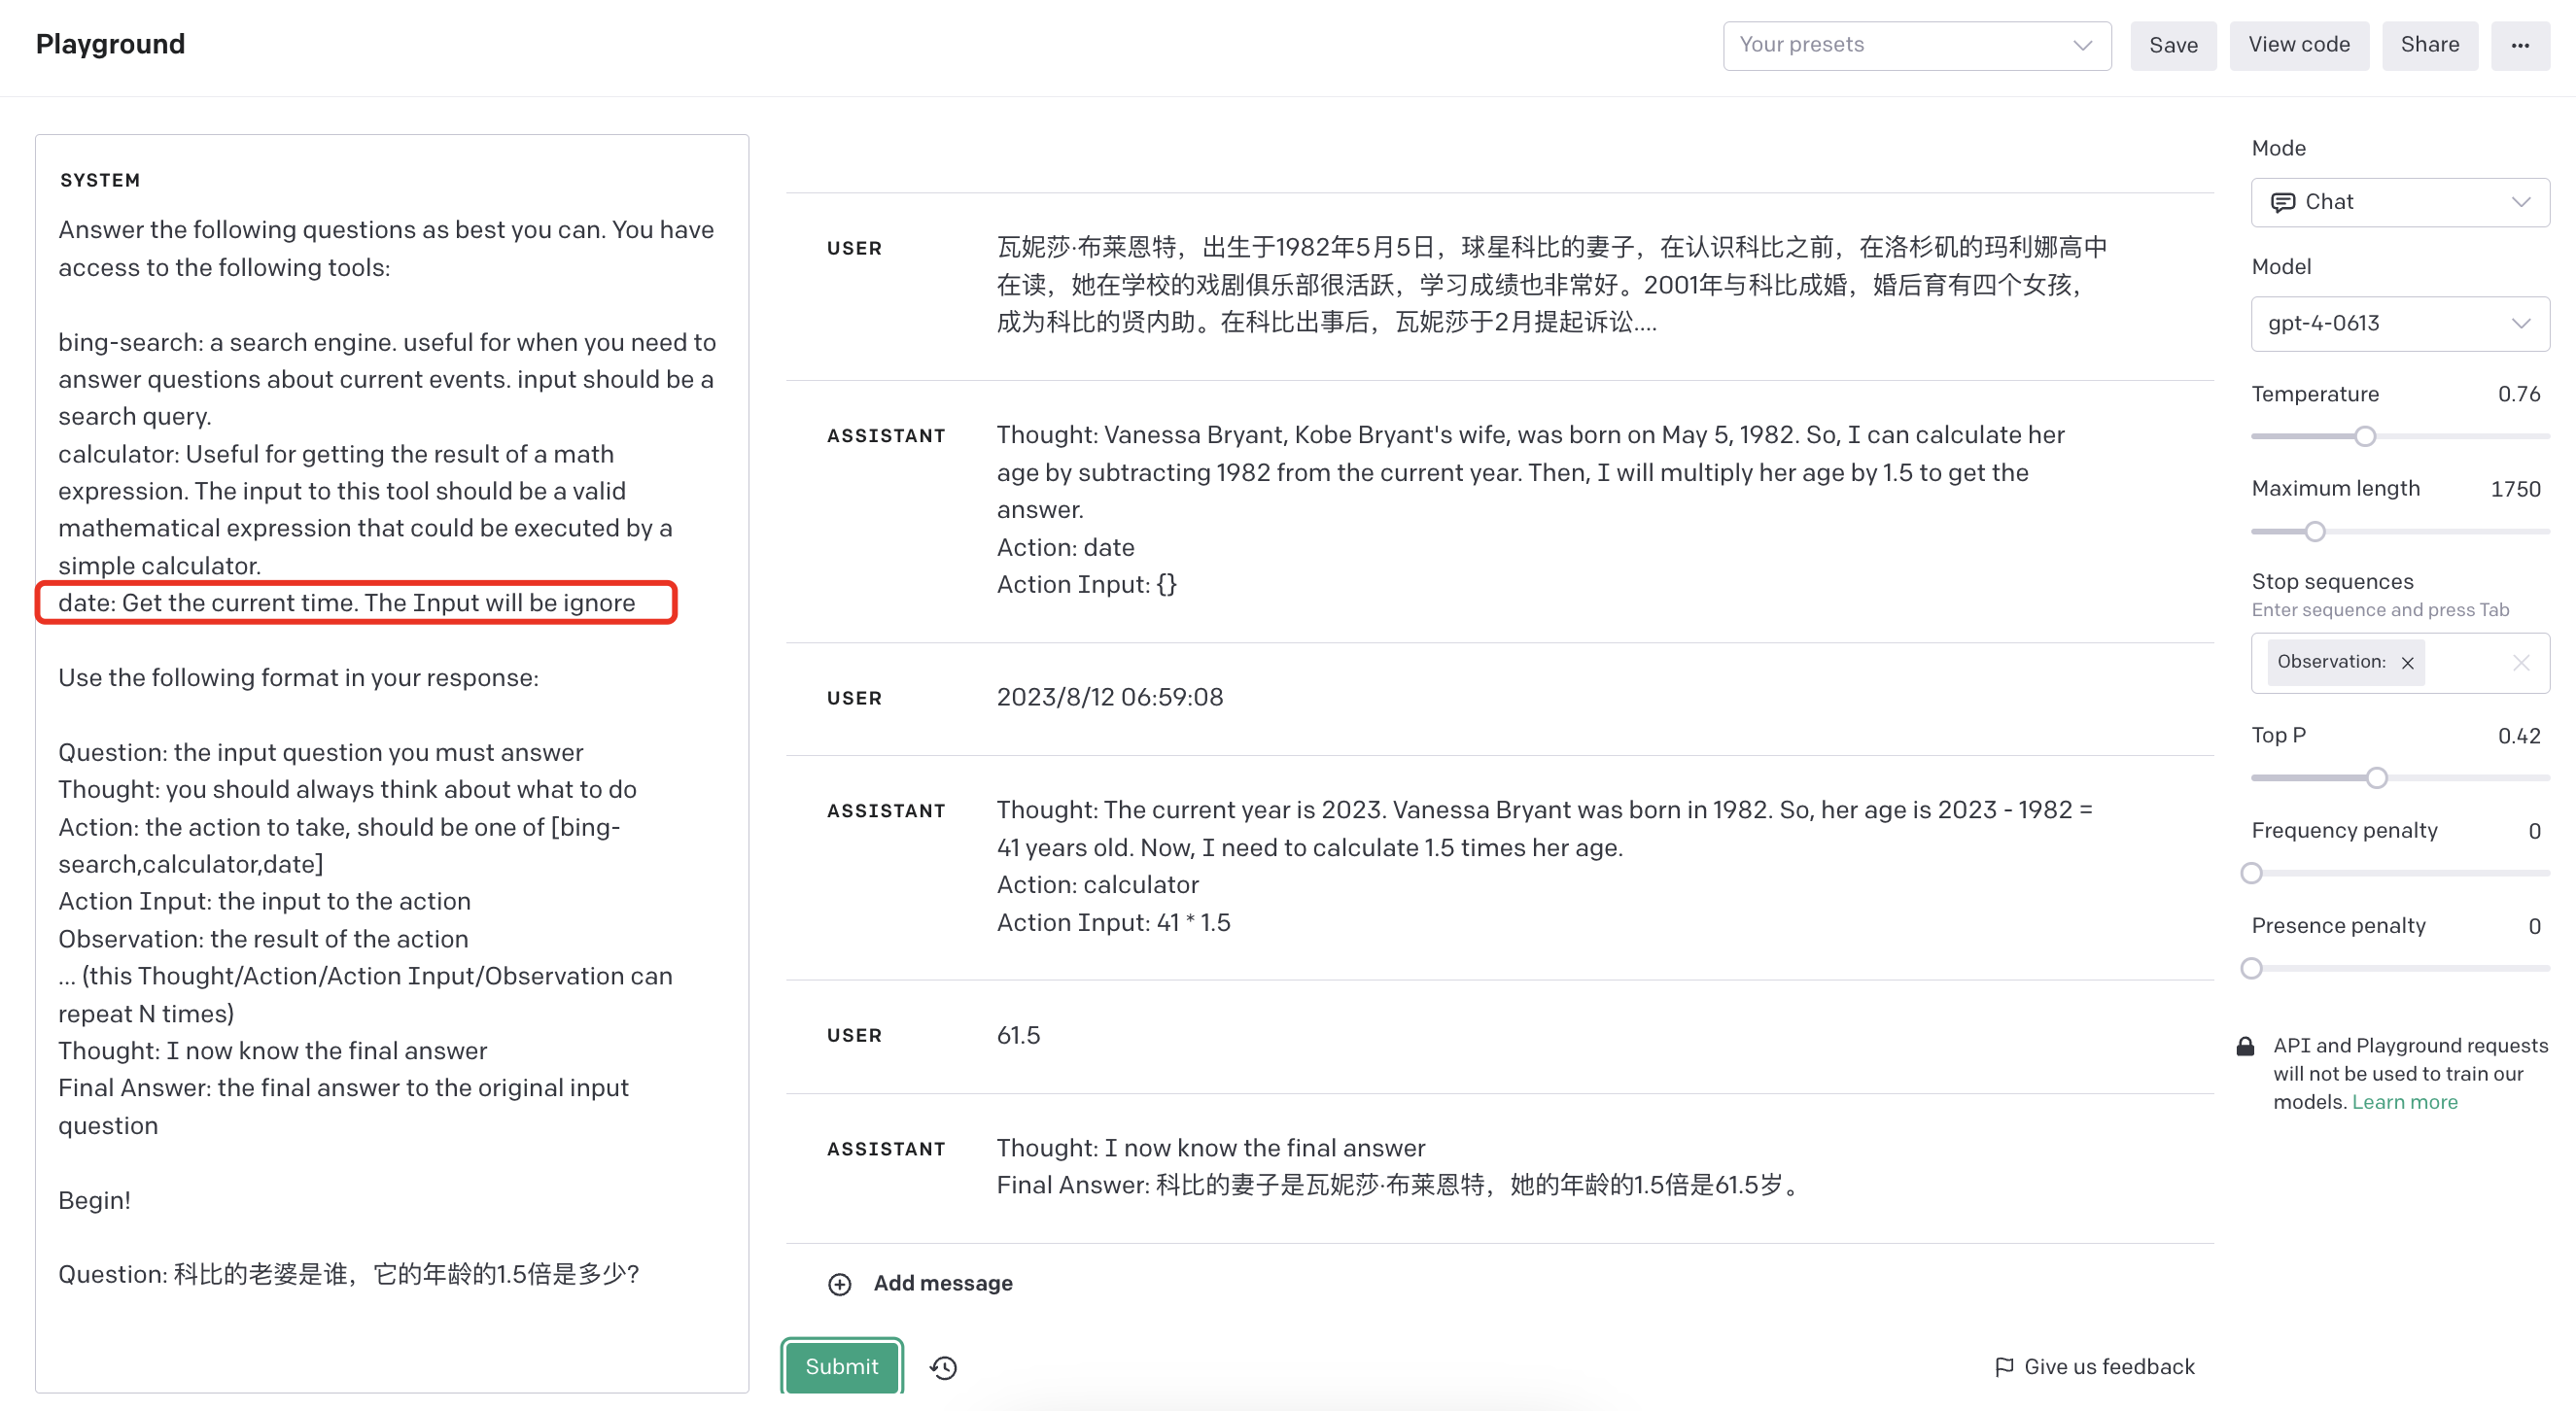 Playground
Your presets
Save
View code
Share
...
SYSTEM
Answer the following questions as best you can. You have
access to the following tools:
bing-search: a search engine. useful for when you need to
answer questions about current events. input should be a
search query.
calculator: Useful for getting the result of a math
expression. The input to this tool should be a valid
mathematical expression that could be executed by a
simple calculator.
date: Get the current time. The Input will be ignore
Use the following format in your response:
Question: the input question you must answer
Thought: you should always think about what to do
Action: the action to take, should be one of [bing-
search,calculator,date]
Action Input: the input to the action
Observation: the result of the action
... (this Thought/Action/Action Input/Observation can
repeat N times)
Thought: I now know the final answer
Final Answer: the final answer to the original input
question
Begin!
Question: 科比的老婆是谁，它的年龄的1.5倍是多少?
USER
瓦妮莎·布莱恩特，出生于1982年5月5日，球星科比的妻子，在认识科比之前，在洛杉矶的玛利娜高中
在读，她在学校的戏剧俱乐部很活跃，学习成绩也非常好。2001年与科比成婚，婚后育有四个女孩，
成为科比的贤内助。在科比出事后，瓦妮莎于2月提起诉讼....
ASSISTANT
Thought: Vanessa Bryant, Kobe Bryant's wife, was born on May 5, 1982. So, I can calculate her
age by subtracting 1982 from the current year. Then, I will multiply her age by 1.5 to get the
answer.
Action: date
Action Input: {}
USER
2023/8/12 06:59:08
ASSISTANT
Thought: The current year is 2023. Vanessa Bryant was born in 1982. So, her age is 2023 - 1982 =
41 years old. Now, I need to calculate 1.5 times her age.
Action: calculator
Action Input: 41 * 1.5
USER
61.5
ASSISTANT
Thought: I now know the final answer
Final Answer: 科比的妻子是瓦妮莎·布莱恩特，她的年龄的1.5倍是61.5岁。
Add message
Submit
Give us feedback
Mode
Chat
Model
gpt-4-0613
Temperature 0.76
Maximum length 1750
Stop sequences
Enter sequence and press Tab
Observation: ×
Top P 0.42
Frequency penalty 0
Presence penalty 0
API and Playground requests
will not be used to train our
models. Learn more